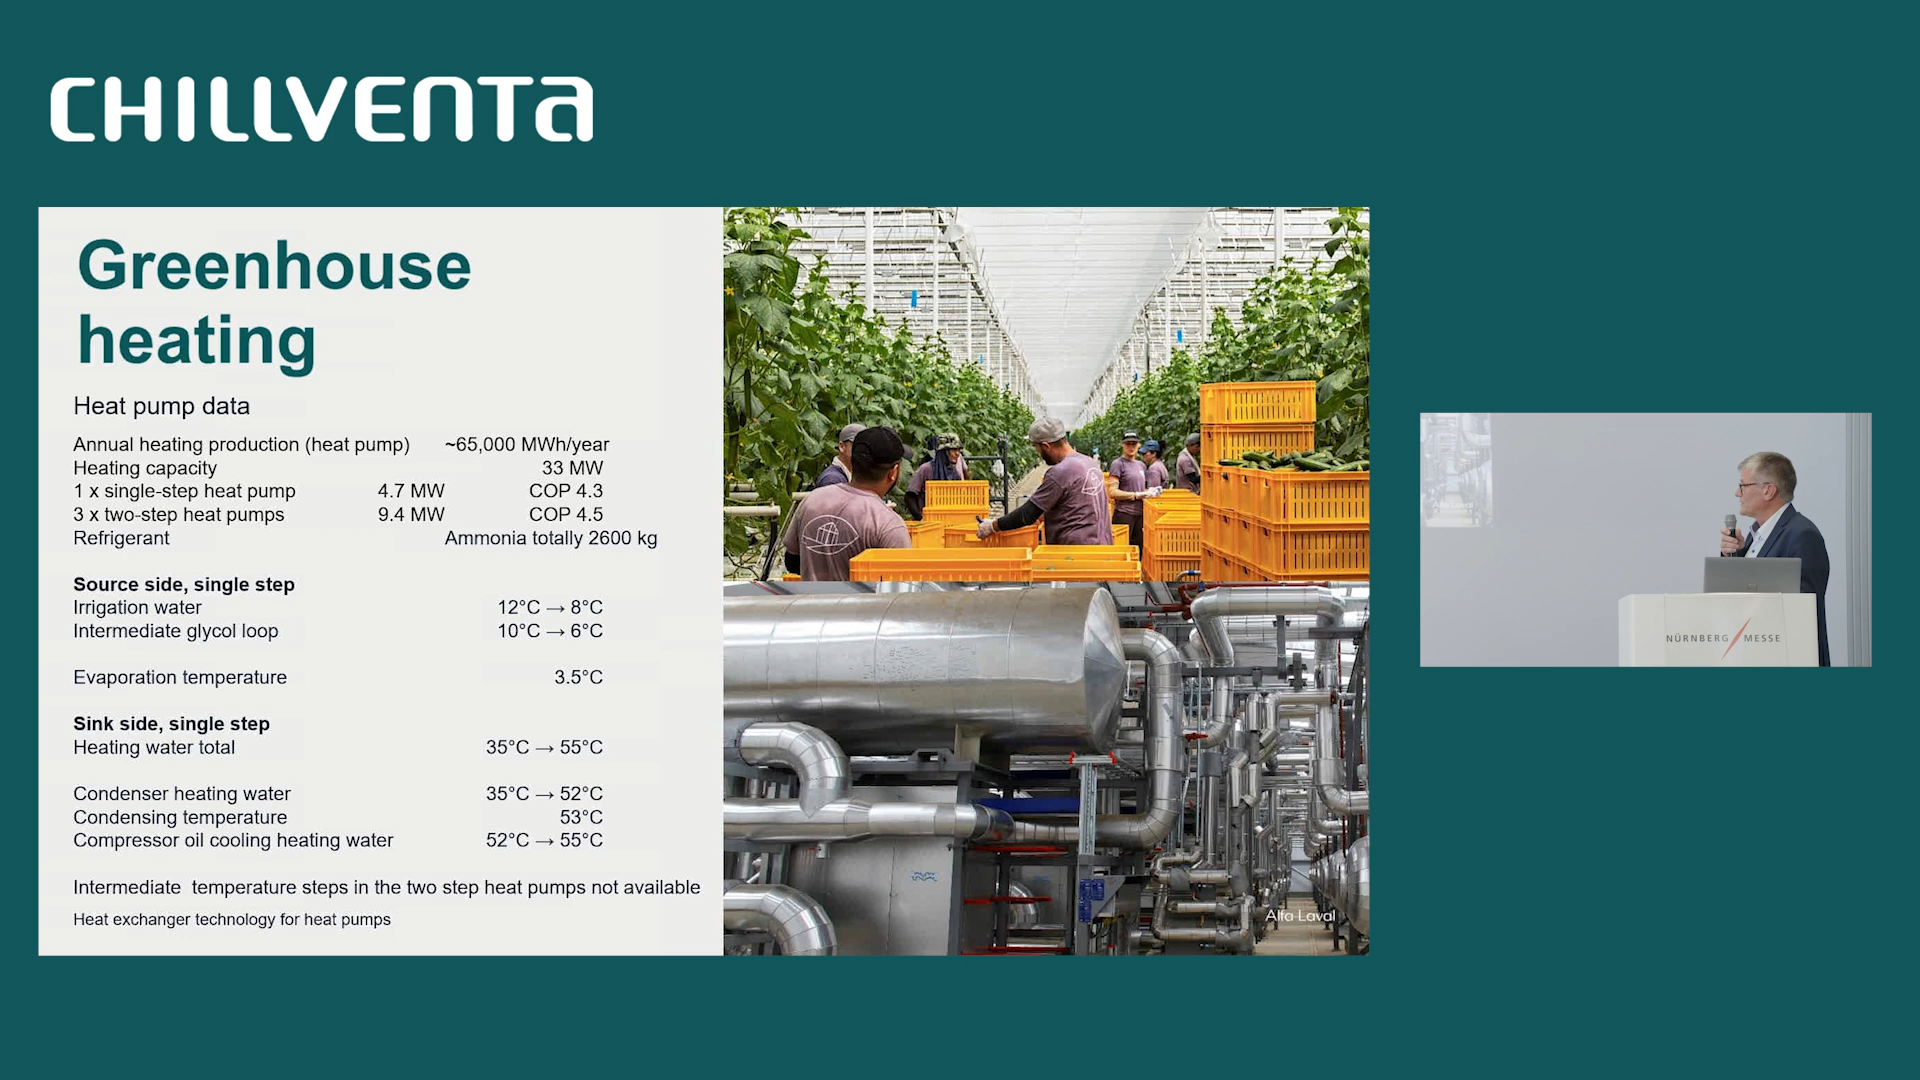 CHILLVENTA
Greenhouse
heating
Heat pump data
Annual heating production (heat pump) ~65,000 MWh/year
Heating capacity 33 MW
1 x single-step heat pump 4.7 MW COP 4.3
3 x two-step heat pumps 9.4 MW COP 4.5
Refrigerant Ammonia totally 2600 kg
Source side, single step
Irrigation water 12°C → 8°C
Intermediate glycol loop 10°C → 6°C
Evaporation temperature 3.5°C
Sink side, single step
Heating water total 35°C → 55°C
Condenser heating water 35°C → 52°C
Condensing temperature 53°C
Compressor oil cooling heating water 52°C → 55°C
Intermediate temperature steps in the two step heat pumps not available
Heat exchanger technology for heat pumps
Alfa Laval
Alfa Laval
NÜRNBERG MESSE